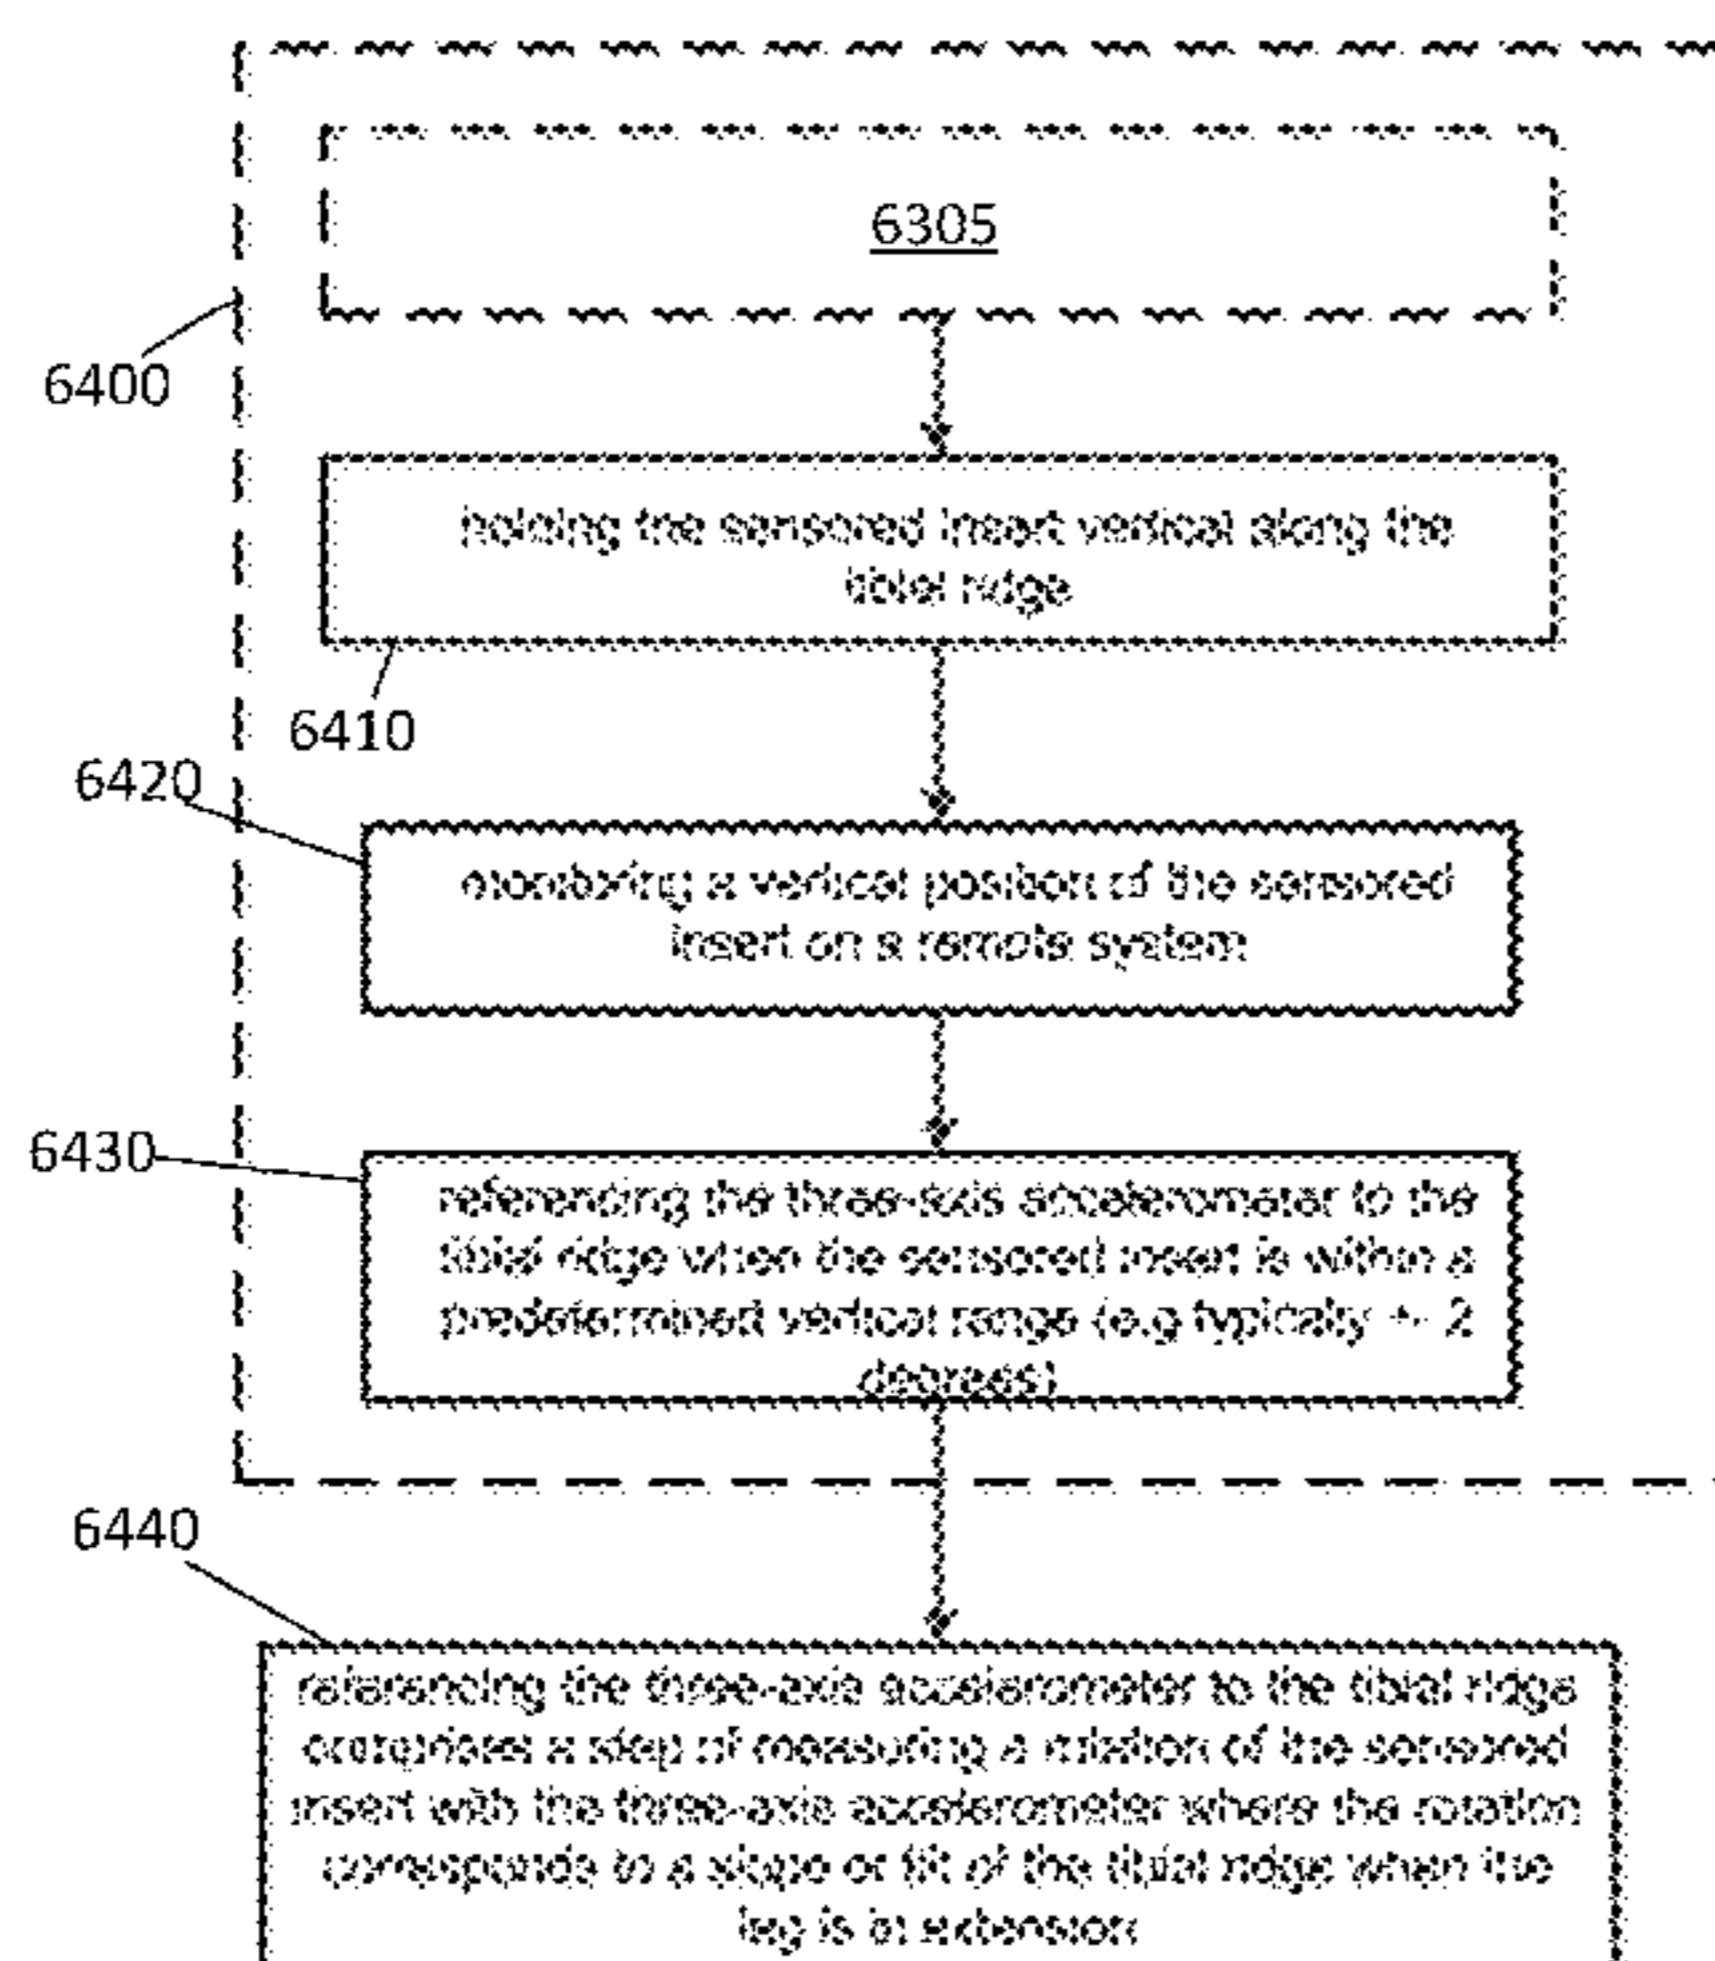 6305
6400
holding the sensored insert vertical along the
tibial ridge
6410
6420
monitoring a vertical position of the sensored
insert on a remote system
6430
referencing the three-axis accelerometer to the
tibial ridge when the sensored insert is within a
predetermined vertical range (e.g typically +- 2
degrees)
6440
referencing the three-axis accelerometer to the tibial ridge
comprises a step of measuring a rotation of the sensored
insert with the three-axis accelerometer where the rotation
corresponds to a slope or tilt of the tibial ridge when the
leg is in extension